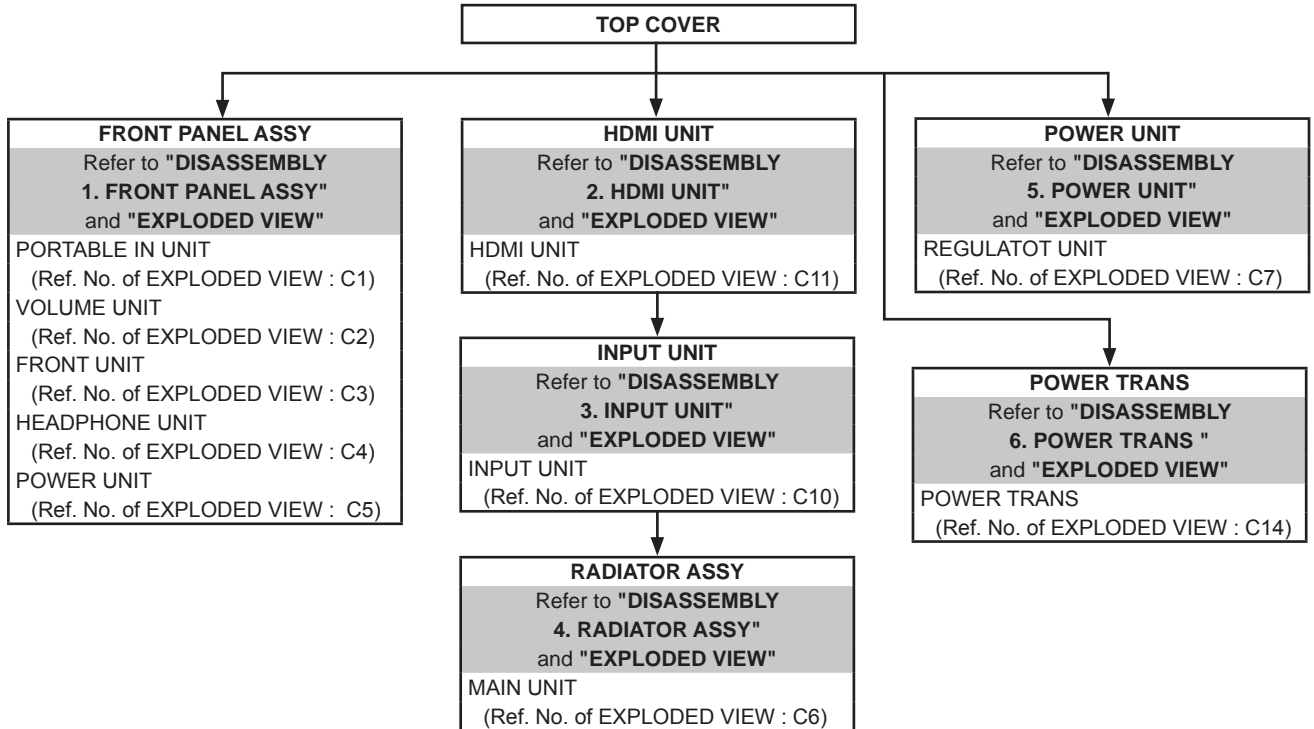 TOP COVER
FRONT PANEL ASSY
Refer to "DISASSEMBLY
1. FRONT PANEL ASSY"
and "EXPLODED VIEW"
PORTABLE IN UNIT
(Ref. No. of EXPLODED VIEW : C1)
VOLUME UNIT
(Ref. No. of EXPLODED VIEW : C2)
FRONT UNIT
(Ref. No. of EXPLODED VIEW : C3)
HEADPHONE UNIT
(Ref. No. of EXPLODED VIEW : C4)
POWER UNIT
(Ref. No. of EXPLODED VIEW : C5)
HDMI UNIT
Refer to "DISASSEMBLY
2. HDMI UNIT"
and "EXPLODED VIEW"
HDMI UNIT
(Ref. No. of EXPLODED VIEW : C11)
INPUT UNIT
Refer to "DISASSEMBLY
3. INPUT UNIT"
and "EXPLODED VIEW"
INPUT UNIT
(Ref. No. of EXPLODED VIEW : C10)
RADIATOR ASSY
Refer to "DISASSEMBLY
4. RADIATOR ASSY"
and "EXPLODED VIEW"
MAIN UNIT
(Ref. No. of EXPLODED VIEW : C6)
POWER UNIT
Refer to "DISASSEMBLY
5. POWER UNIT"
and "EXPLODED VIEW"
REGULATOT UNIT
(Ref. No. of EXPLODED VIEW : C7)
POWER TRANS
Refer to "DISASSEMBLY
6. POWER TRANS "
and "EXPLODED VIEW"
POWER TRANS
(Ref. No. of EXPLODED VIEW : C14)